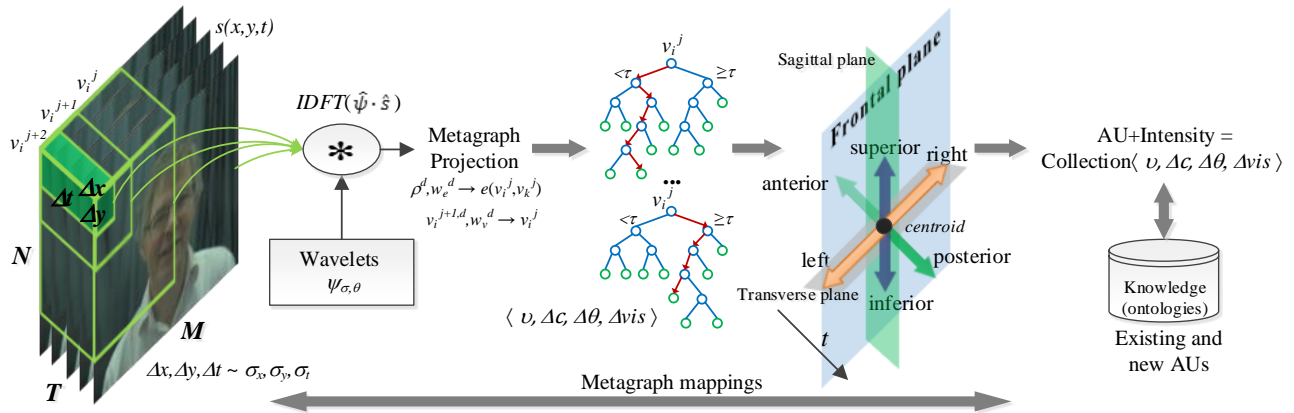 s(x,y,t)
v_i^j
v_i^{j+1}
v_i^{j+2}
Δt
Δx
Δy
N
M
T
Δx,Δy,Δt ~ σ_x,σ_y,σ_t
IDFT(ψ̂·ŝ)
*
Wavelets
ψ_{σ,θ}
Metagraph
Projection
ρ^d,w_e^d → e(v_i^j,v_k^j)
v_i^{j+1,d},w_v^d → v_i^j
v_i^j
<τ
≥τ
...
v_i^j
<τ
≥τ
⟨ υ, Δc, Δθ, Δvis ⟩
Sagittal plane
Frontal plane
superior
right
anterior
centroid
left
posterior
Transverse plane
inferior
t
AU+Intensity =
Collection⟨ υ, Δc, Δθ, Δvis ⟩
Knowledge
(ontologies)
Existing and
new AUs
Metagraph mappings